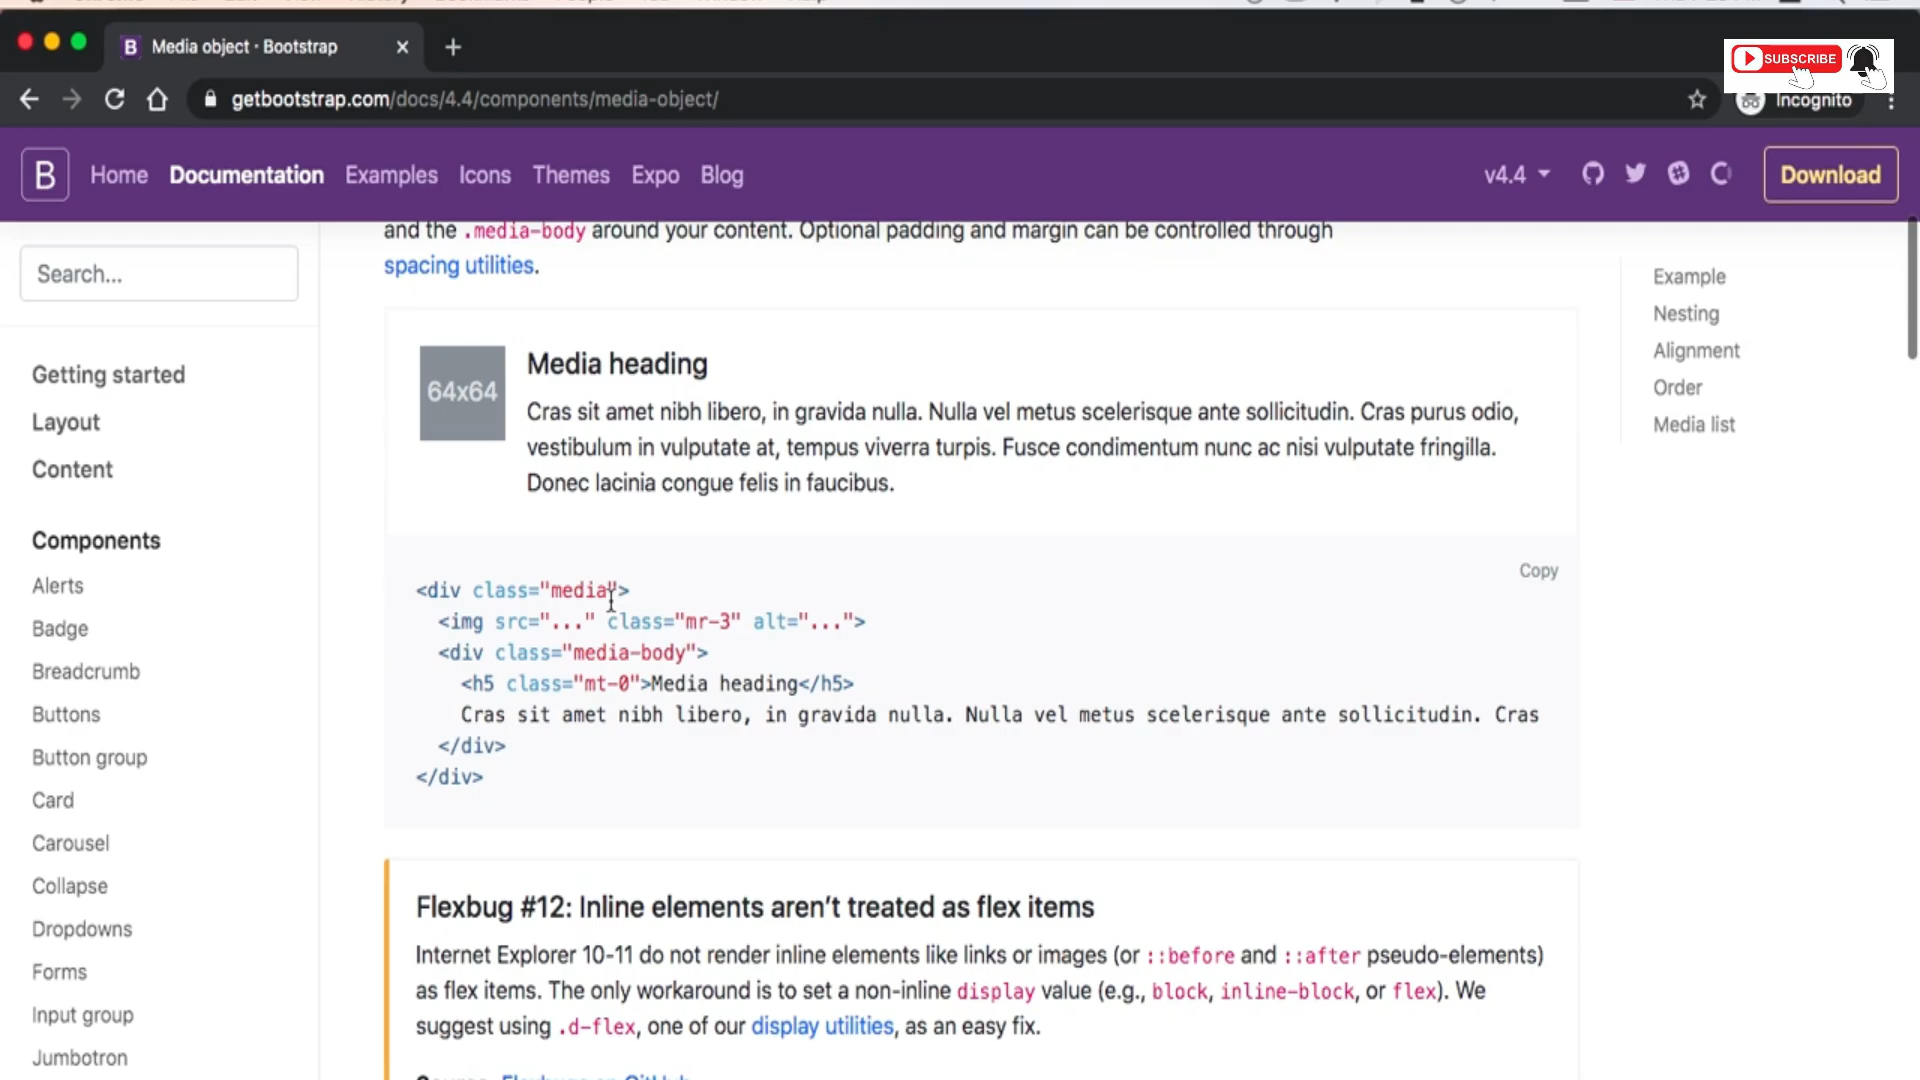 Media object · Bootstrap
SUBSCRIBE
getbootstrap.com/docs/4.4/components/media-object/
Incognito
B Home Documentation Examples Icons Themes Expo Blog v4.4 Download
and the .media-body around your content. Optional padding and margin can be controlled through
spacing utilities.
Search...
Getting started
Layout
Content
Components
Alerts
Badge
Breadcrumb
Buttons
Button group
Card
Carousel
Collapse
Dropdowns
Forms
Input group
Jumbotron
64x64
Media heading
Cras sit amet nibh libero, in gravida nulla. Nulla vel metus scelerisque ante sollicitudin. Cras purus odio,
vestibulum in vulputate at, tempus viverra turpis. Fusce condimentum nunc ac nisi vulputate fringilla.
Donec lacinia congue felis in faucibus.
Copy
<div class="media">
<img src="..." class="mr-3" alt="...">
<div class="media-body">
<h5 class="mt-0">Media heading</h5>
Cras sit amet nibh libero, in gravida nulla. Nulla vel metus scelerisque ante sollicitudin. Cras
</div>
</div>
Flexbug #12: Inline elements aren't treated as flex items
Internet Explorer 10-11 do not render inline elements like links or images (or ::before and ::after pseudo-elements)
as flex items. The only workaround is to set a non-inline display value (e.g., block, inline-block, or flex). We
suggest using .d-flex, one of our display utilities, as an easy fix.
Example
Nesting
Alignment
Order
Media list